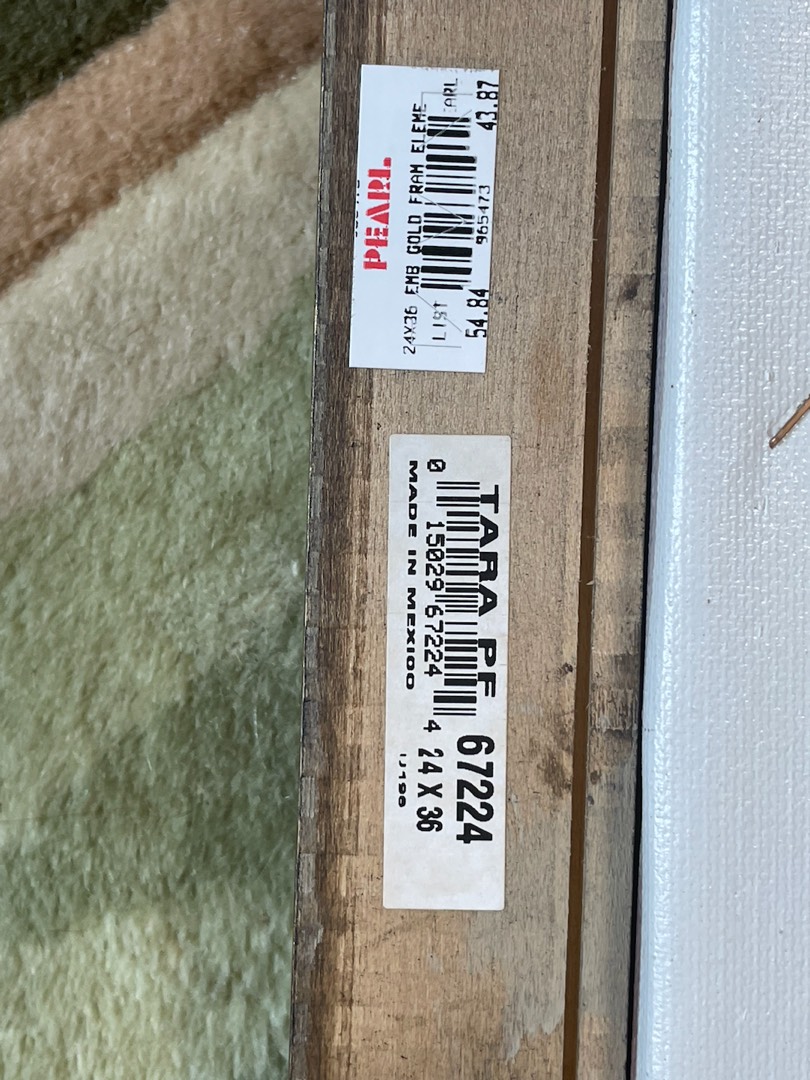 PEARL
24X36 EMB GOLD FRAM ELEME
LIST
54.84
965473
43.87
TARA PF 67224
0 15029 67224 4 24 X 36
MADE IN MEXICO